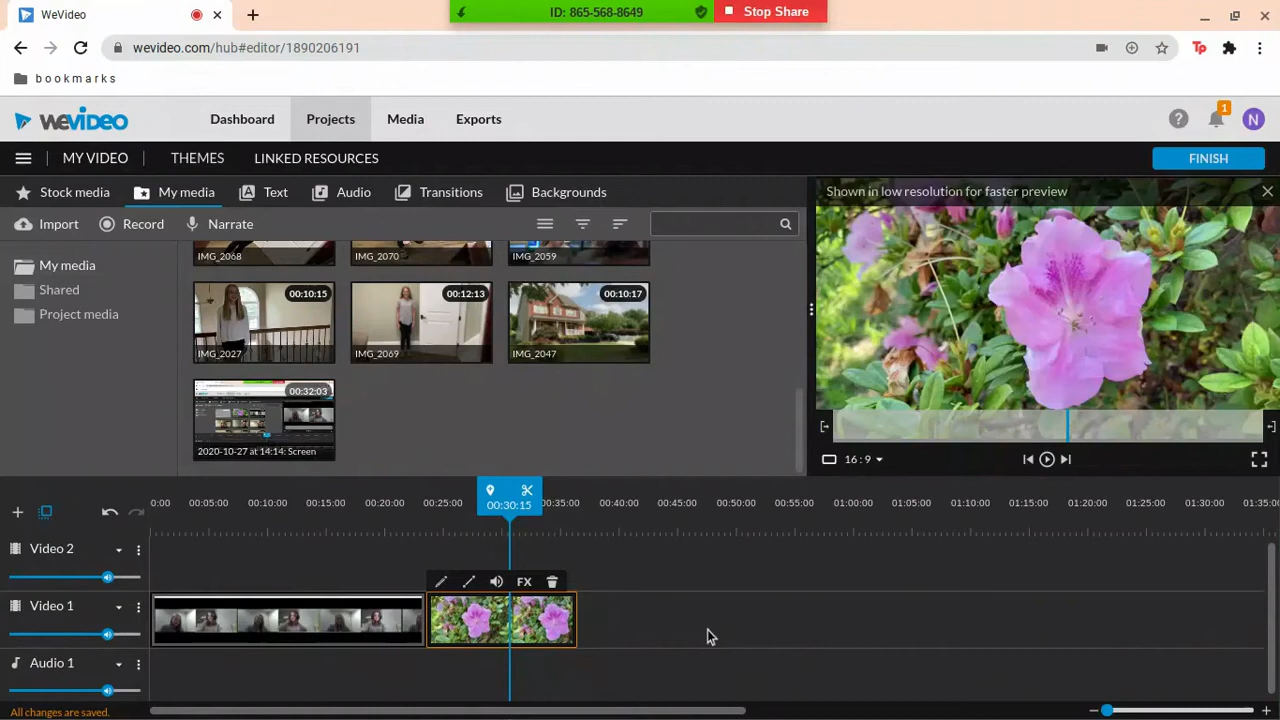 WeVideo
ID: 865-568-8649
Stop Share
wevideo.com/hub#editor/1890206191
Tp
bookmarks
wevideo
Dashboard
Projects
Media
Exports
1
N
MY VIDEO
THEMES
LINKED RESOURCES
FINISH
Stock media
My media
Text
Audio
Transitions
Backgrounds
Shown in low resolution for faster preview
Import
Record
Narrate
My media
Shared
Project media
IMG_2068
IMG_2070
IMG_2059
00:10:15
IMG_2027
00:12:13
IMG_2069
00:10:17
IMG_2047
00:32:03
2020-10-27 at 14:14: Screen
16:9
0:00 00:05:00 00:10:00 00:15:00 00:20:00 00:25:00 00:30:15 00:35:00 00:40:00 00:45:00 00:50:00 00:55:00 01:00:00 01:05:00 01:10:00 01:15:00 01:20:00 01:25:00 01:30:00 01:35:00
Video 2
FX
Video 1
Audio 1
All changes are saved.